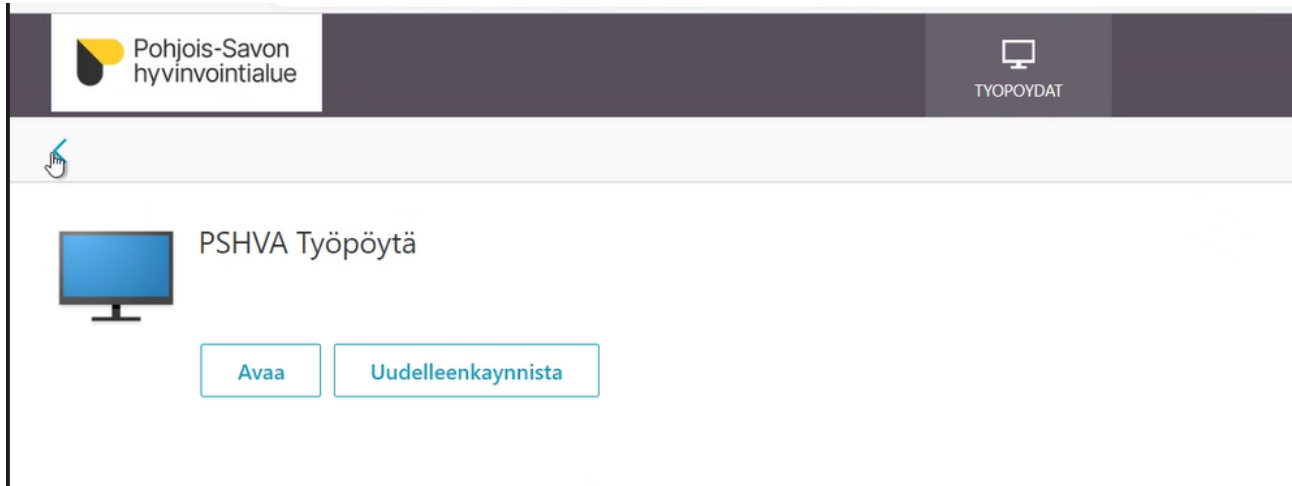 Pohjois-Savon
hyvinvointialue
TYOPOYDAT
PSHVA Työpöytä
Avaa
Uudelleenkaynnista